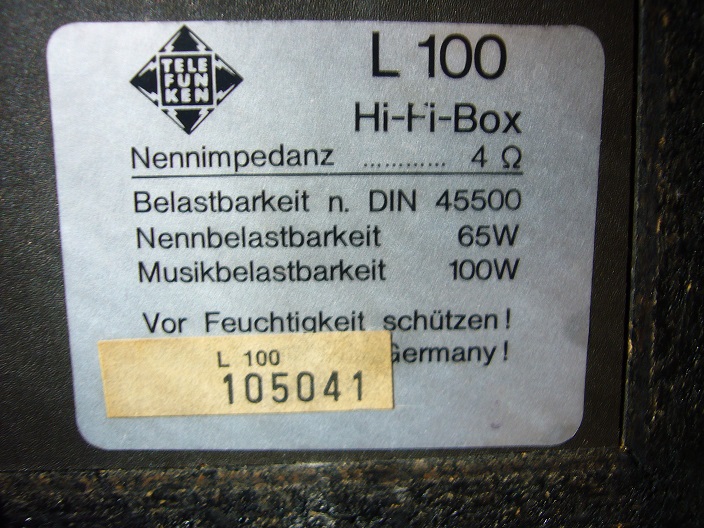 TELE
FUN
KEN
L 100
Hi-Fi-Box
Nennimpedanz ............ 4 Ω
Belastbarkeit n. DIN 45500
Nennbelastbarkeit 65W
Musikbelastbarkeit 100W
Vor Feuchtigkeit schützen!
Germany!
L 100
105041